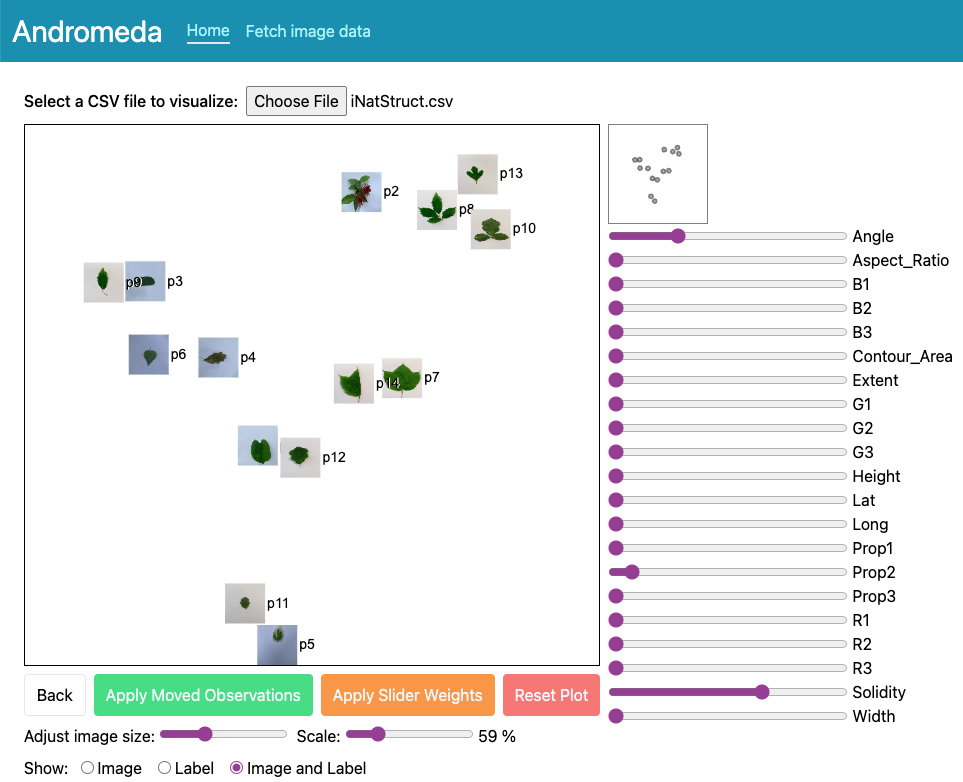 Andromeda Home Fetch image data
Select a CSV file to visualize: Choose File iNatStruct.csv
p13
p2
p8
p10
p9
p3
p6
p4
p14
p7
p12
p11
p5
Angle
Aspect_Ratio
B1
B2
B3
Contour_Area
Extent
G1
G2
G3
Height
Lat
Long
Prop1
Prop2
Prop3
R1
R2
R3
Solidity
Width
Back Apply Moved Observations Apply Slider Weights Reset Plot
Adjust image size: Scale: 59 %
Show: Image Label Image and Label